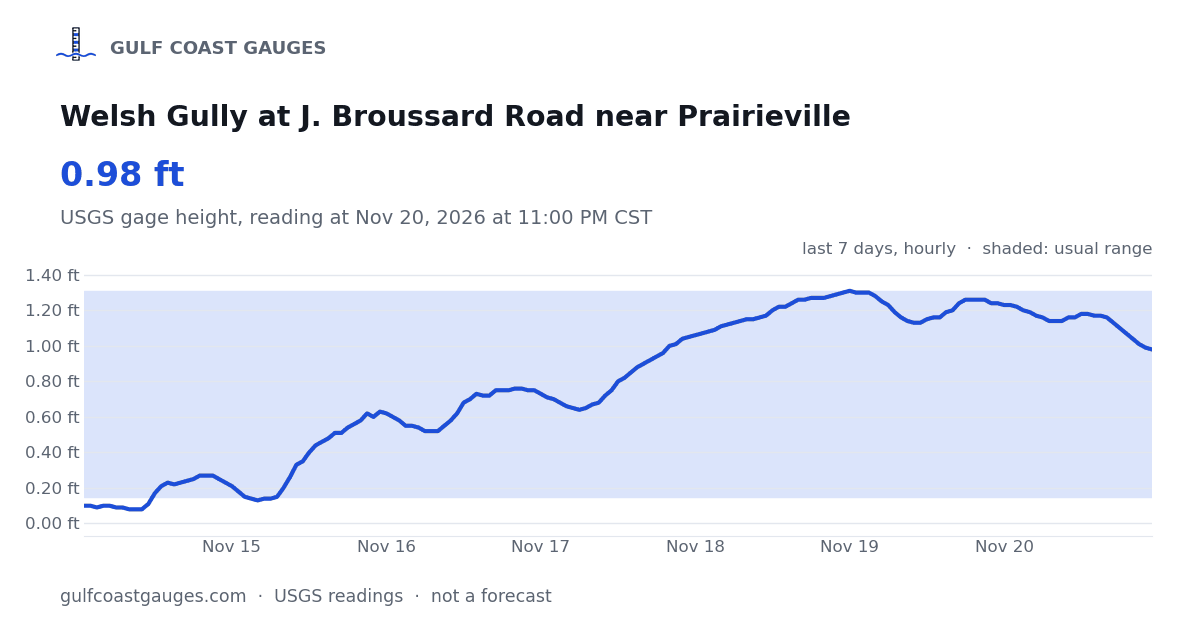 GULF COAST GAUGES
Welsh Gully at J. Broussard Road near Prairieville
0.98 ft
USGS gage height, reading at Nov 20, 2026 at 11:00 PM CST
last 7 days, hourly · shaded: usual range
1.40 ft
1.20 ft
1.00 ft
0.80 ft
0.60 ft
0.40 ft
0.20 ft
0.00 ft
Nov 15 Nov 16 Nov 17 Nov 18 Nov 19 Nov 20
gulfcoastgauges.com · USGS readings · not a forecast